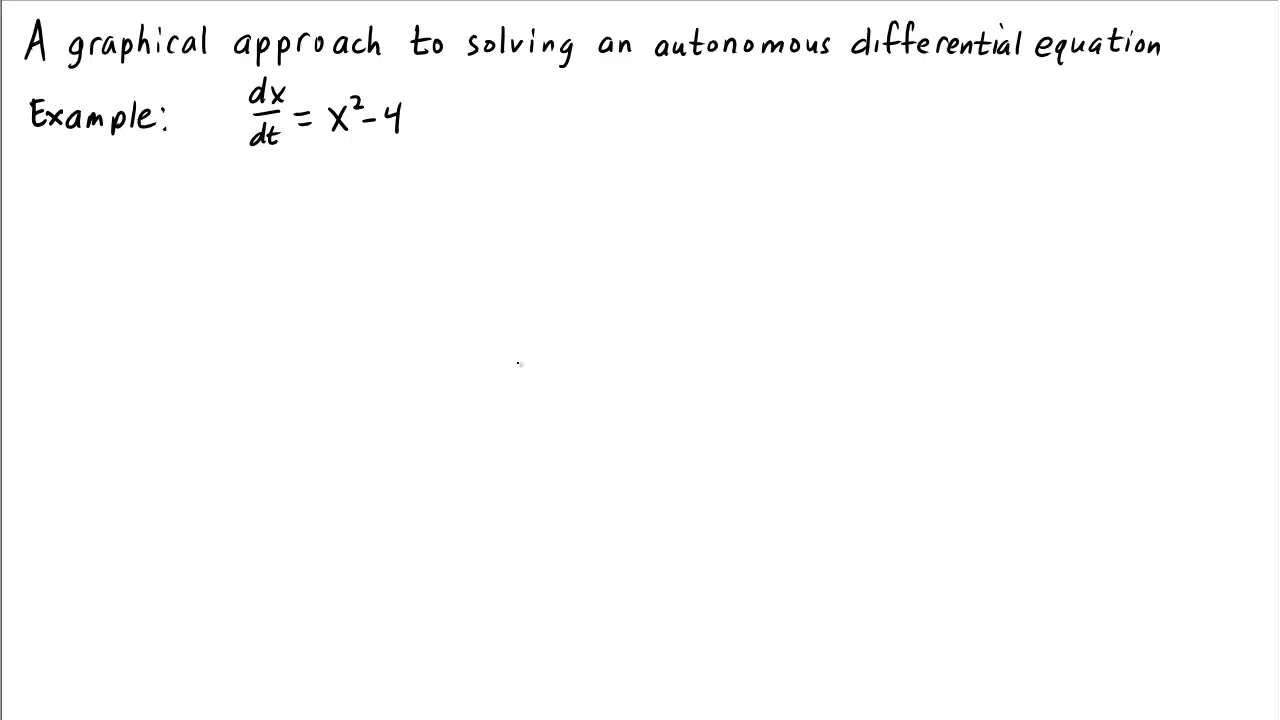 A graphical approach to solving an autonomous differential equation
Example: dx/dt = x² - 4